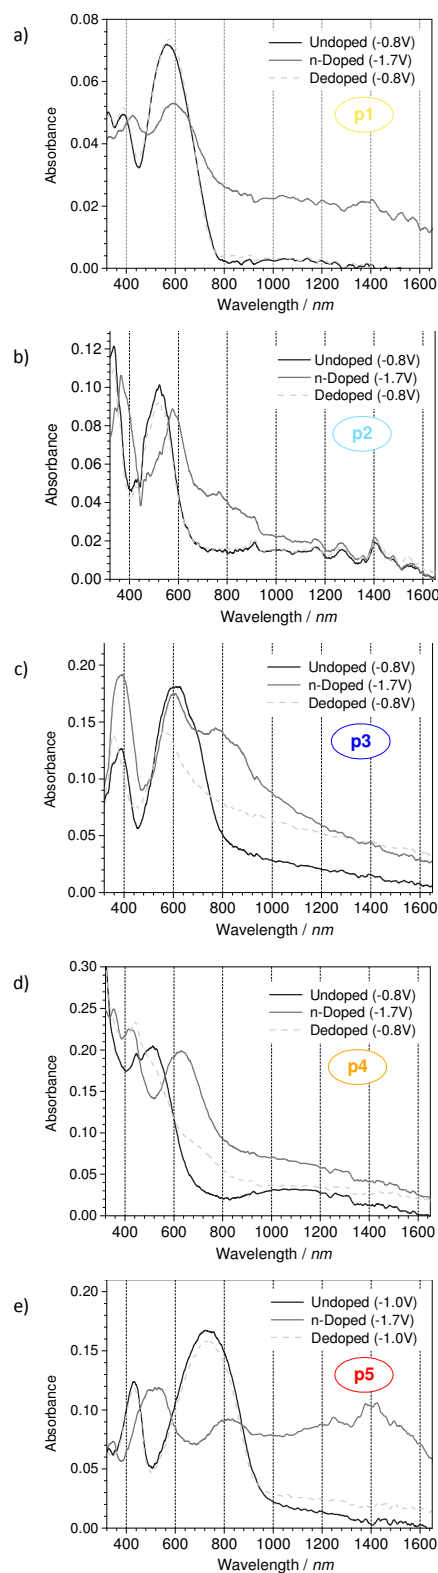 a)
0.08
0.06
0.04
0.02
0.00
Absorbance
Undoped (-0.8V)
n-Doped (-1.7V)
Dedoped (-0.8V)
p1
400 600 800 1000 1200 1400 1600
Wavelength / nm
b)
0.12
0.10
0.08
0.06
0.04
0.02
0.00
Absorbance
Undoped (-0.8V)
n-Doped (-1.7V)
Dedoped (-0.8V)
p2
400 600 800 1000 1200 1400 1600
Wavelength / nm
c)
0.20
0.15
0.10
0.05
0.00
Absorbance
Undoped (-0.8V)
n-Doped (-1.7V)
Dedoped (-0.8V)
p3
400 600 800 1000 1200 1400 1600
Wavelength / nm
d)
0.30
0.25
0.20
0.15
0.10
0.05
0.00
Absorbance
Undoped (-0.8V)
n-Doped (-1.7V)
Dedoped (-0.8V)
p4
400 600 800 1000 1200 1400 1600
Wavelength / nm
e)
0.20
0.15
0.10
0.05
0.00
Absorbance
Undoped (-1.0V)
n-Doped (-1.7V)
Dedoped (-1.0V)
p5
400 600 800 1000 1200 1400 1600
Wavelength / nm